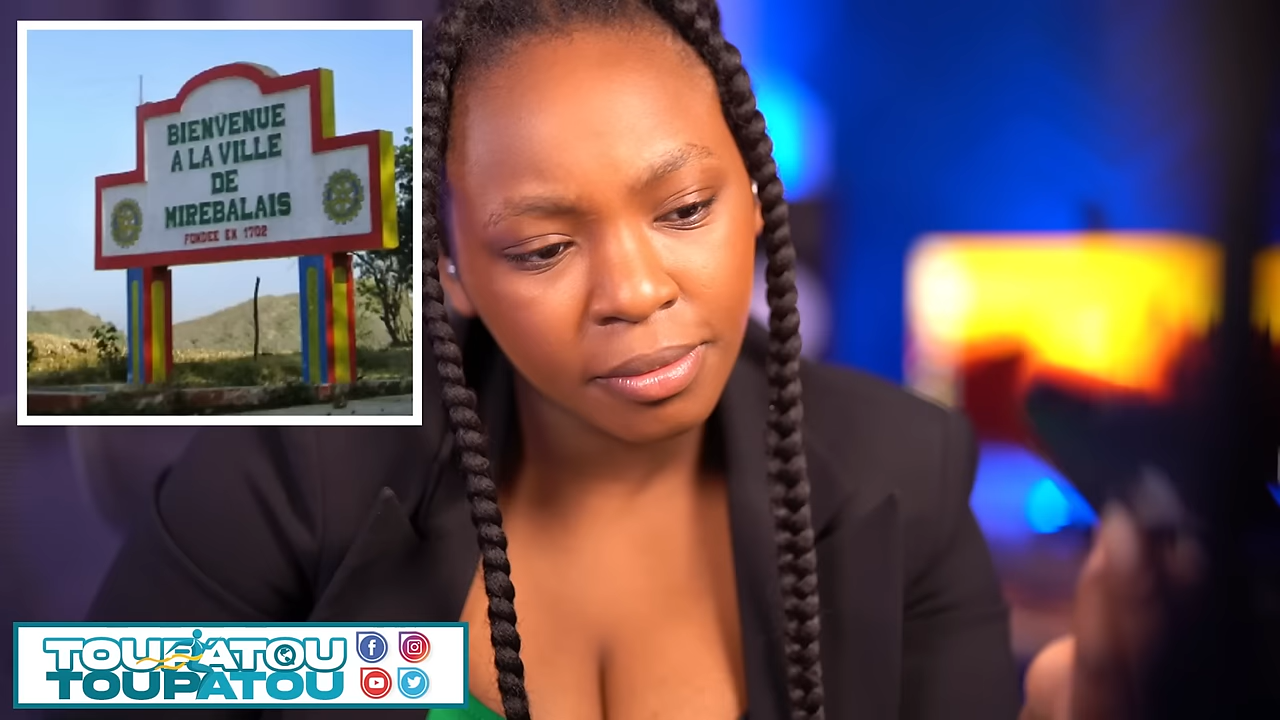 BIENVENUE
A LA VILLE
DE
MIREBALAIS
FONDEE EN 1702
TOUPATOU
TOUPATOU